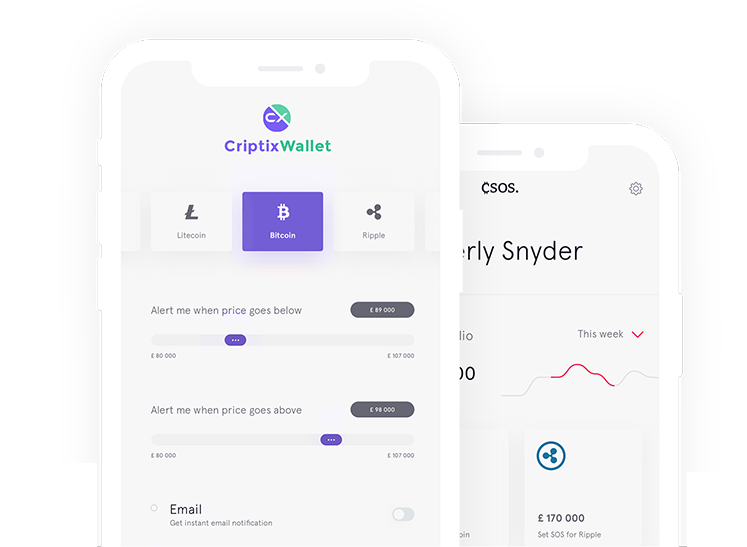 CX
CriptixWallet
Litecoin
Bitcoin
Ripple
Alert me when price goes below
£ 89 000
£ 80 000
£ 107 000
Alert me when price goes above
£ 98 000
£ 80 000
£ 107 000
Email
Get instant email notification
₵SOS.
erly Snyder
lio
This week
00
oin
£ 170 000
Set SOS for Ripple